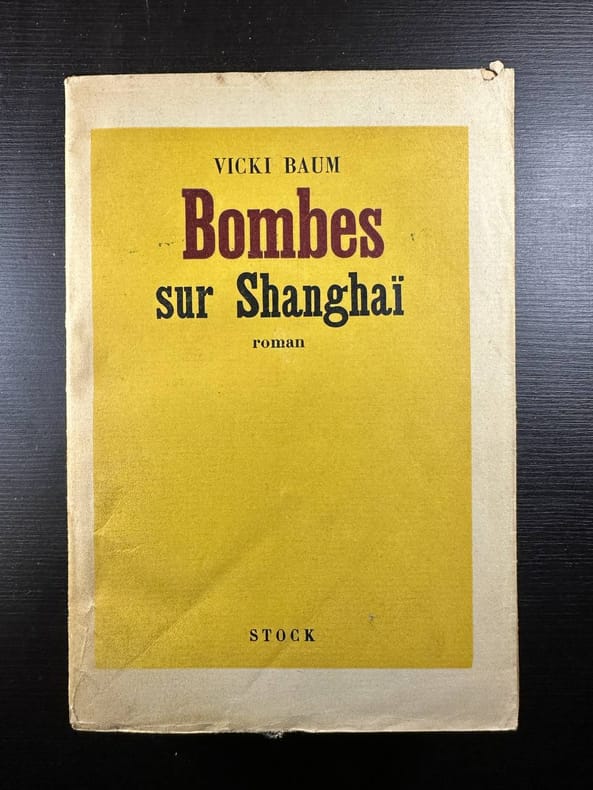 VICKI BAUM
Bombes
sur Shanghaï
roman
STOCK